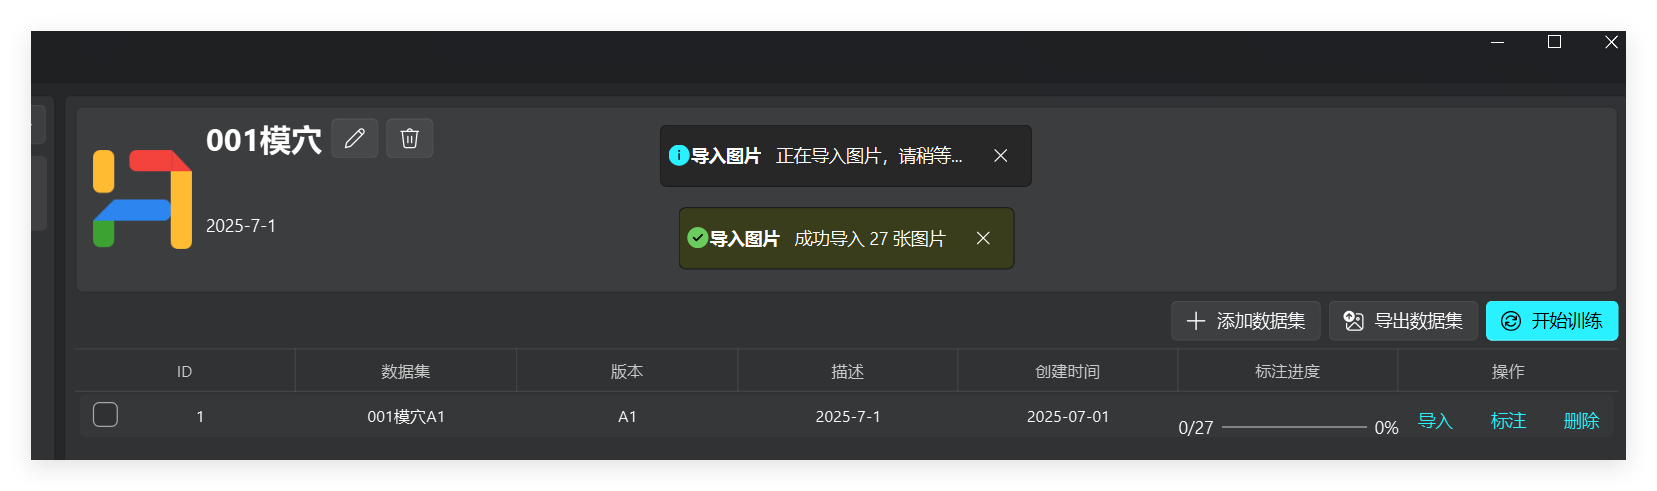 001模穴
导入图片 正在导入图片，请稍等...
2025-7-1
导入图片 成功导入 27 张图片
添加数据集 导出数据集 开始训练
ID 数据集 版本 描述 创建时间 标注进度 操作
1 001模穴A1 A1 2025-7-1 2025-07-01 0/27 0% 导入 标注 删除